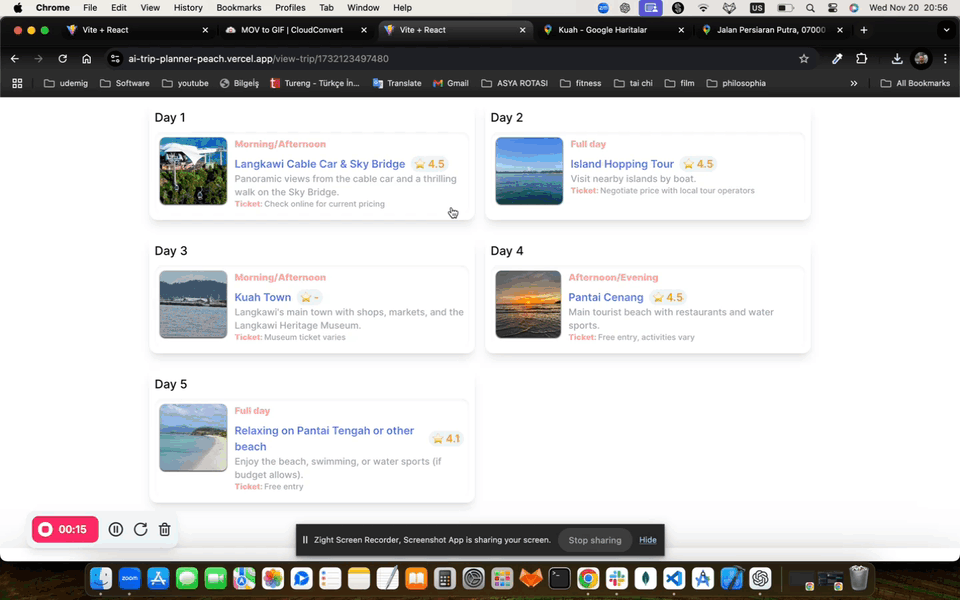 Chrome File Edit View History Bookmarks Profiles Tab Window Help US Wed Nov 20 20:56
Vite + React MOV to GIF | CloudConvert Vite + React Kuah - Google Haritalar Jalan Persiaran Putra, 07000
ai-trip-planner-peach.vercel.app/view-trip/1732123497480
udemig Software youtube Bilgeİş Tureng - Türkçe İn... Translate Gmail ASYA ROTASI fitness tai chi film philosophia » All Bookmarks
Day 1
Morning/Afternoon
Langkawi Cable Car & Sky Bridge 4.5
Panoramic views from the cable car and a thrilling
walk on the Sky Bridge.
Ticket: Check online for current pricing
Day 2
Full day
Island Hopping Tour 4.5
Visit nearby islands by boat.
Ticket: Negotiate price with local tour operators
Day 3
Morning/Afternoon
Kuah Town -
Langkawi's main town with shops, markets, and the
Langkawi Heritage Museum.
Ticket: Museum ticket varies
Day 4
Afternoon/Evening
Pantai Cenang 4.5
Main tourist beach with restaurants and water
sports.
Ticket: Free entry, activities vary
Day 5
Full day
Relaxing on Pantai Tengah or other
beach 4.1
Enjoy the beach, swimming, or water sports (if
budget allows).
Ticket: Free entry
00:15
Zight Screen Recorder, Screenshot App is sharing your screen. Stop sharing Hide
zoom